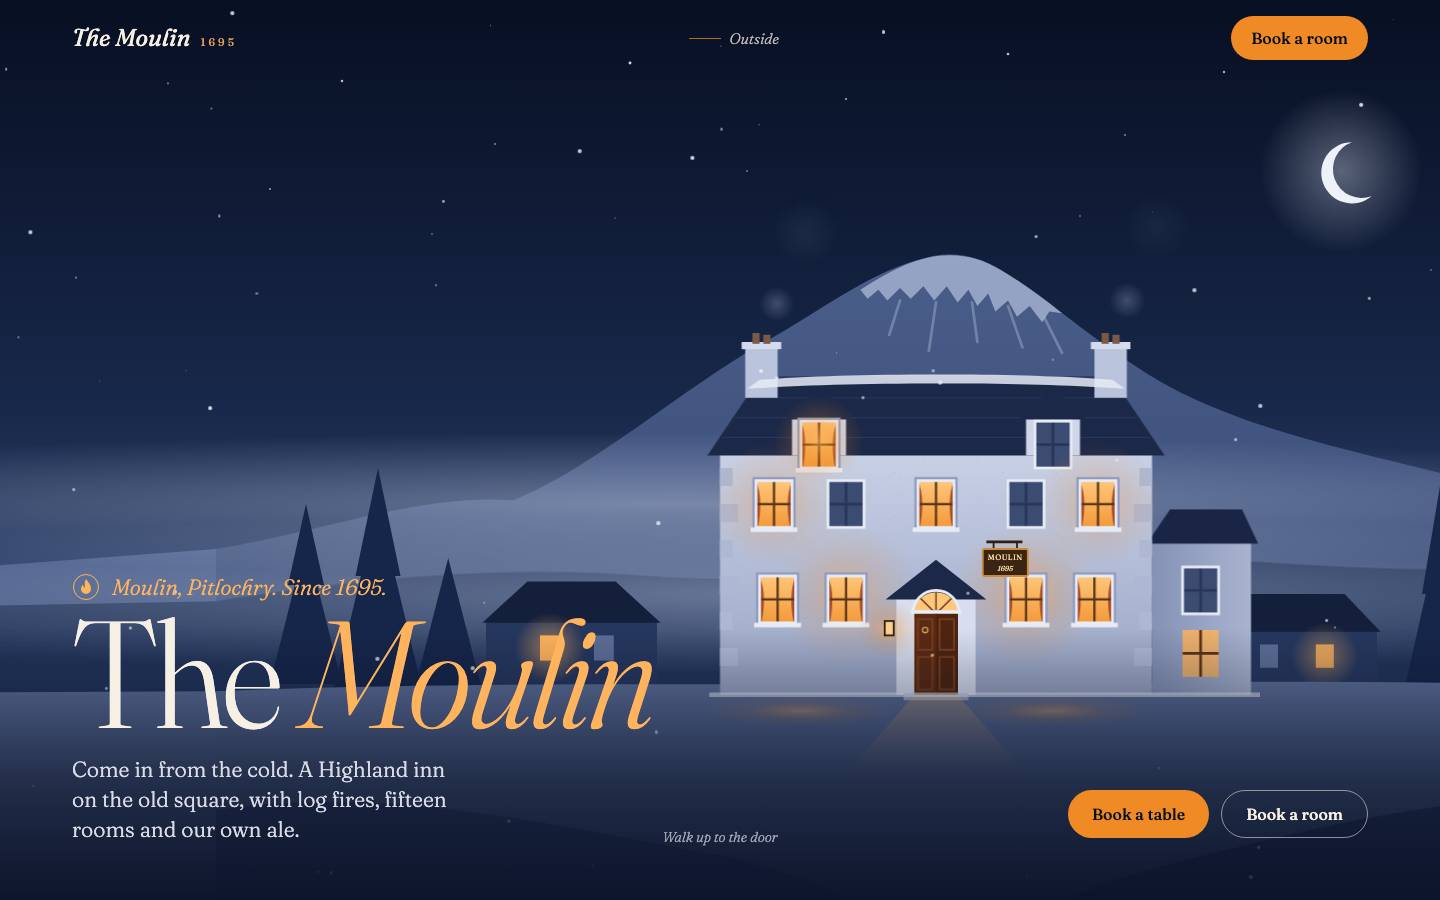 The Moulin 1695
Outside
Book a room
MOULIN
1695
Moulin, Pitlochry. Since 1695.
The Moulin
Come in from the cold. A Highland inn
on the old square, with log fires, fifteen
rooms and our own ale.
Walk up to the door
Book a table
Book a room